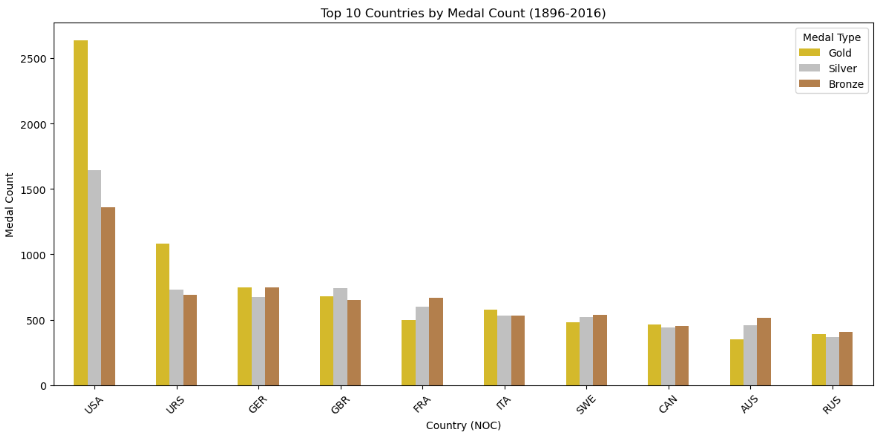 Top 10 Countries by Medal Count (1896-2016)
Medal Type
Gold
Silver
Bronze
Medal Count
2500
2000
1500
1000
500
0
USA
URS
GER
GBR
FRA
ITA
SWE
CAN
AUS
RUS
Country (NOC)